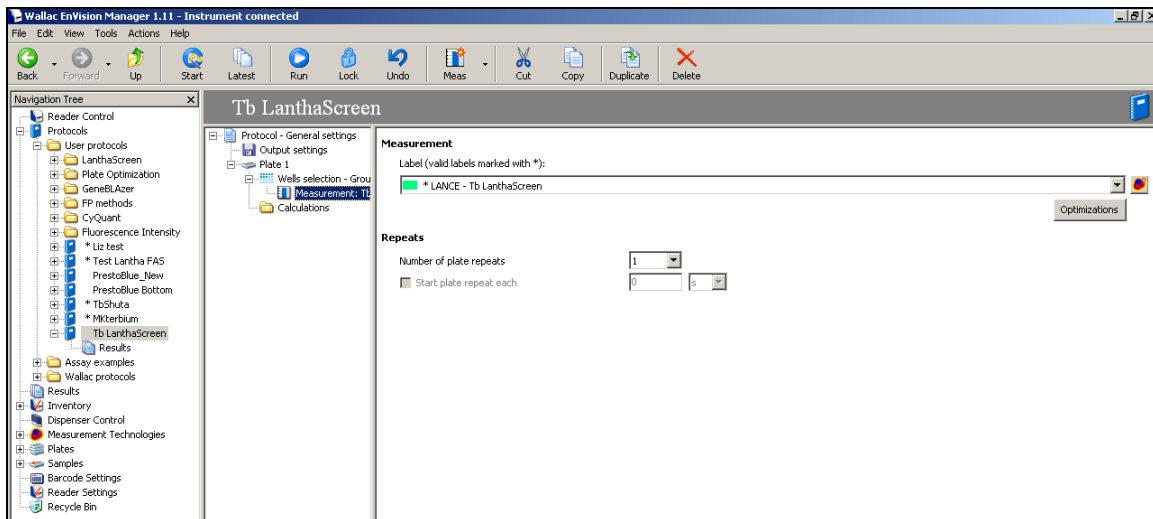 Wallac EnVision Manager 1.11 - Instrument connected
File Edit View Tools Actions Help
Back Forward Up Start Latest Run Lock Undo Meas Cut Copy Duplicate Delete
Navigation Tree
Reader Control
Protocols
User protocols
LanthaScreen
Plate Optimization
GeneBLAzer
FP methods
CyQuant
Fluorescence Intensity
* Liz test
* Test Lantha FAS
PrestoBlue_New
PrestoBlue Bottom
* TbShuta
* MKterbium
Tb LanthaScreen
Results
Assay examples
Wallac protocols
Results
Inventory
Dispenser Control
Measurement Technologies
Plates
Samples
Barcode Settings
Reader Settings
Recycle Bin
Tb LanthaScreen
Protocol - General settings
Output settings
Plate 1
Wells selection - Grou
Measurement: Tb
Calculations
Measurement
Label (valid labels marked with *):
* LANCE - Tb LanthaScreen
Optimizations
Repeats
Number of plate repeats 1
Start plate repeat each 0 s